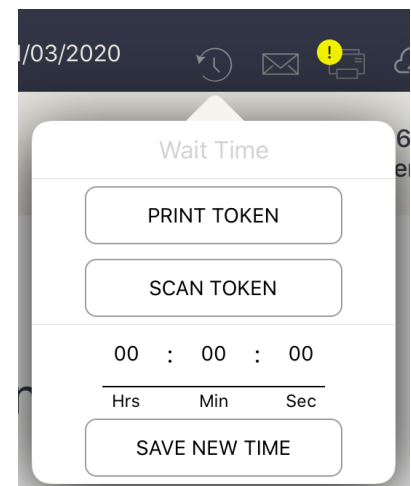 /03/2020
!
Wait Time
PRINT TOKEN
SCAN TOKEN
00 : 00 : 00
Hrs Min Sec
SAVE NEW TIME